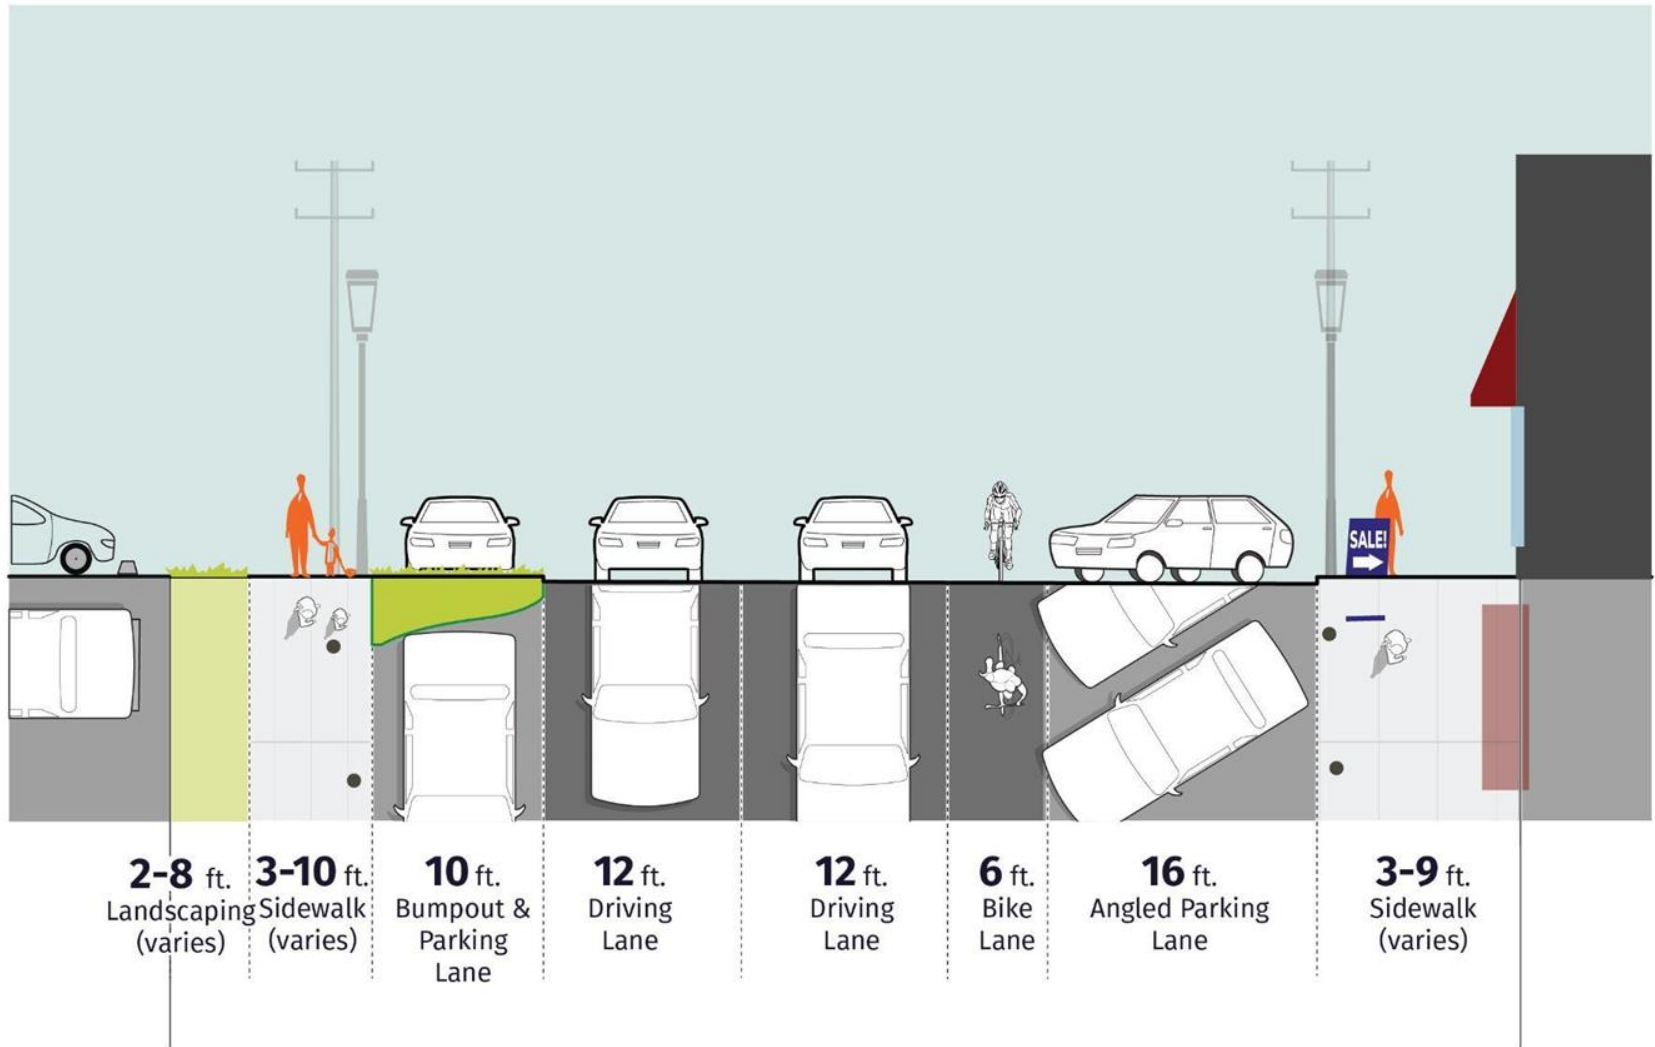 SALE!
2-8 ft.
Landscaping
(varies)
3-10 ft.
Sidewalk
(varies)
10 ft.
Bumpout &
Parking
Lane
12 ft.
Driving
Lane
12 ft.
Driving
Lane
6 ft.
Bike
Lane
16 ft.
Angled Parking
Lane
3-9 ft.
Sidewalk
(varies)